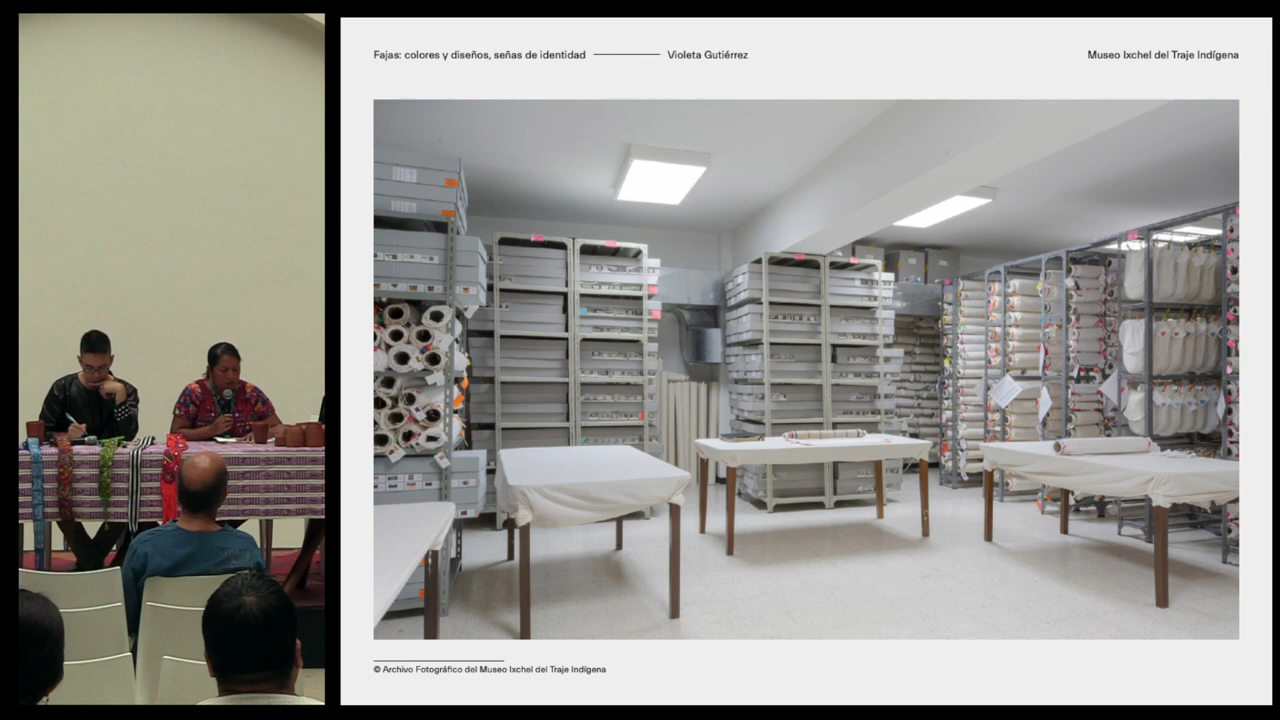 Fajas: colores y diseños, señas de identidad Violeta Gutiérrez Museo Ixchel del Traje Indígena
© Archivo Fotográfico del Museo Ixchel del Traje Indígena